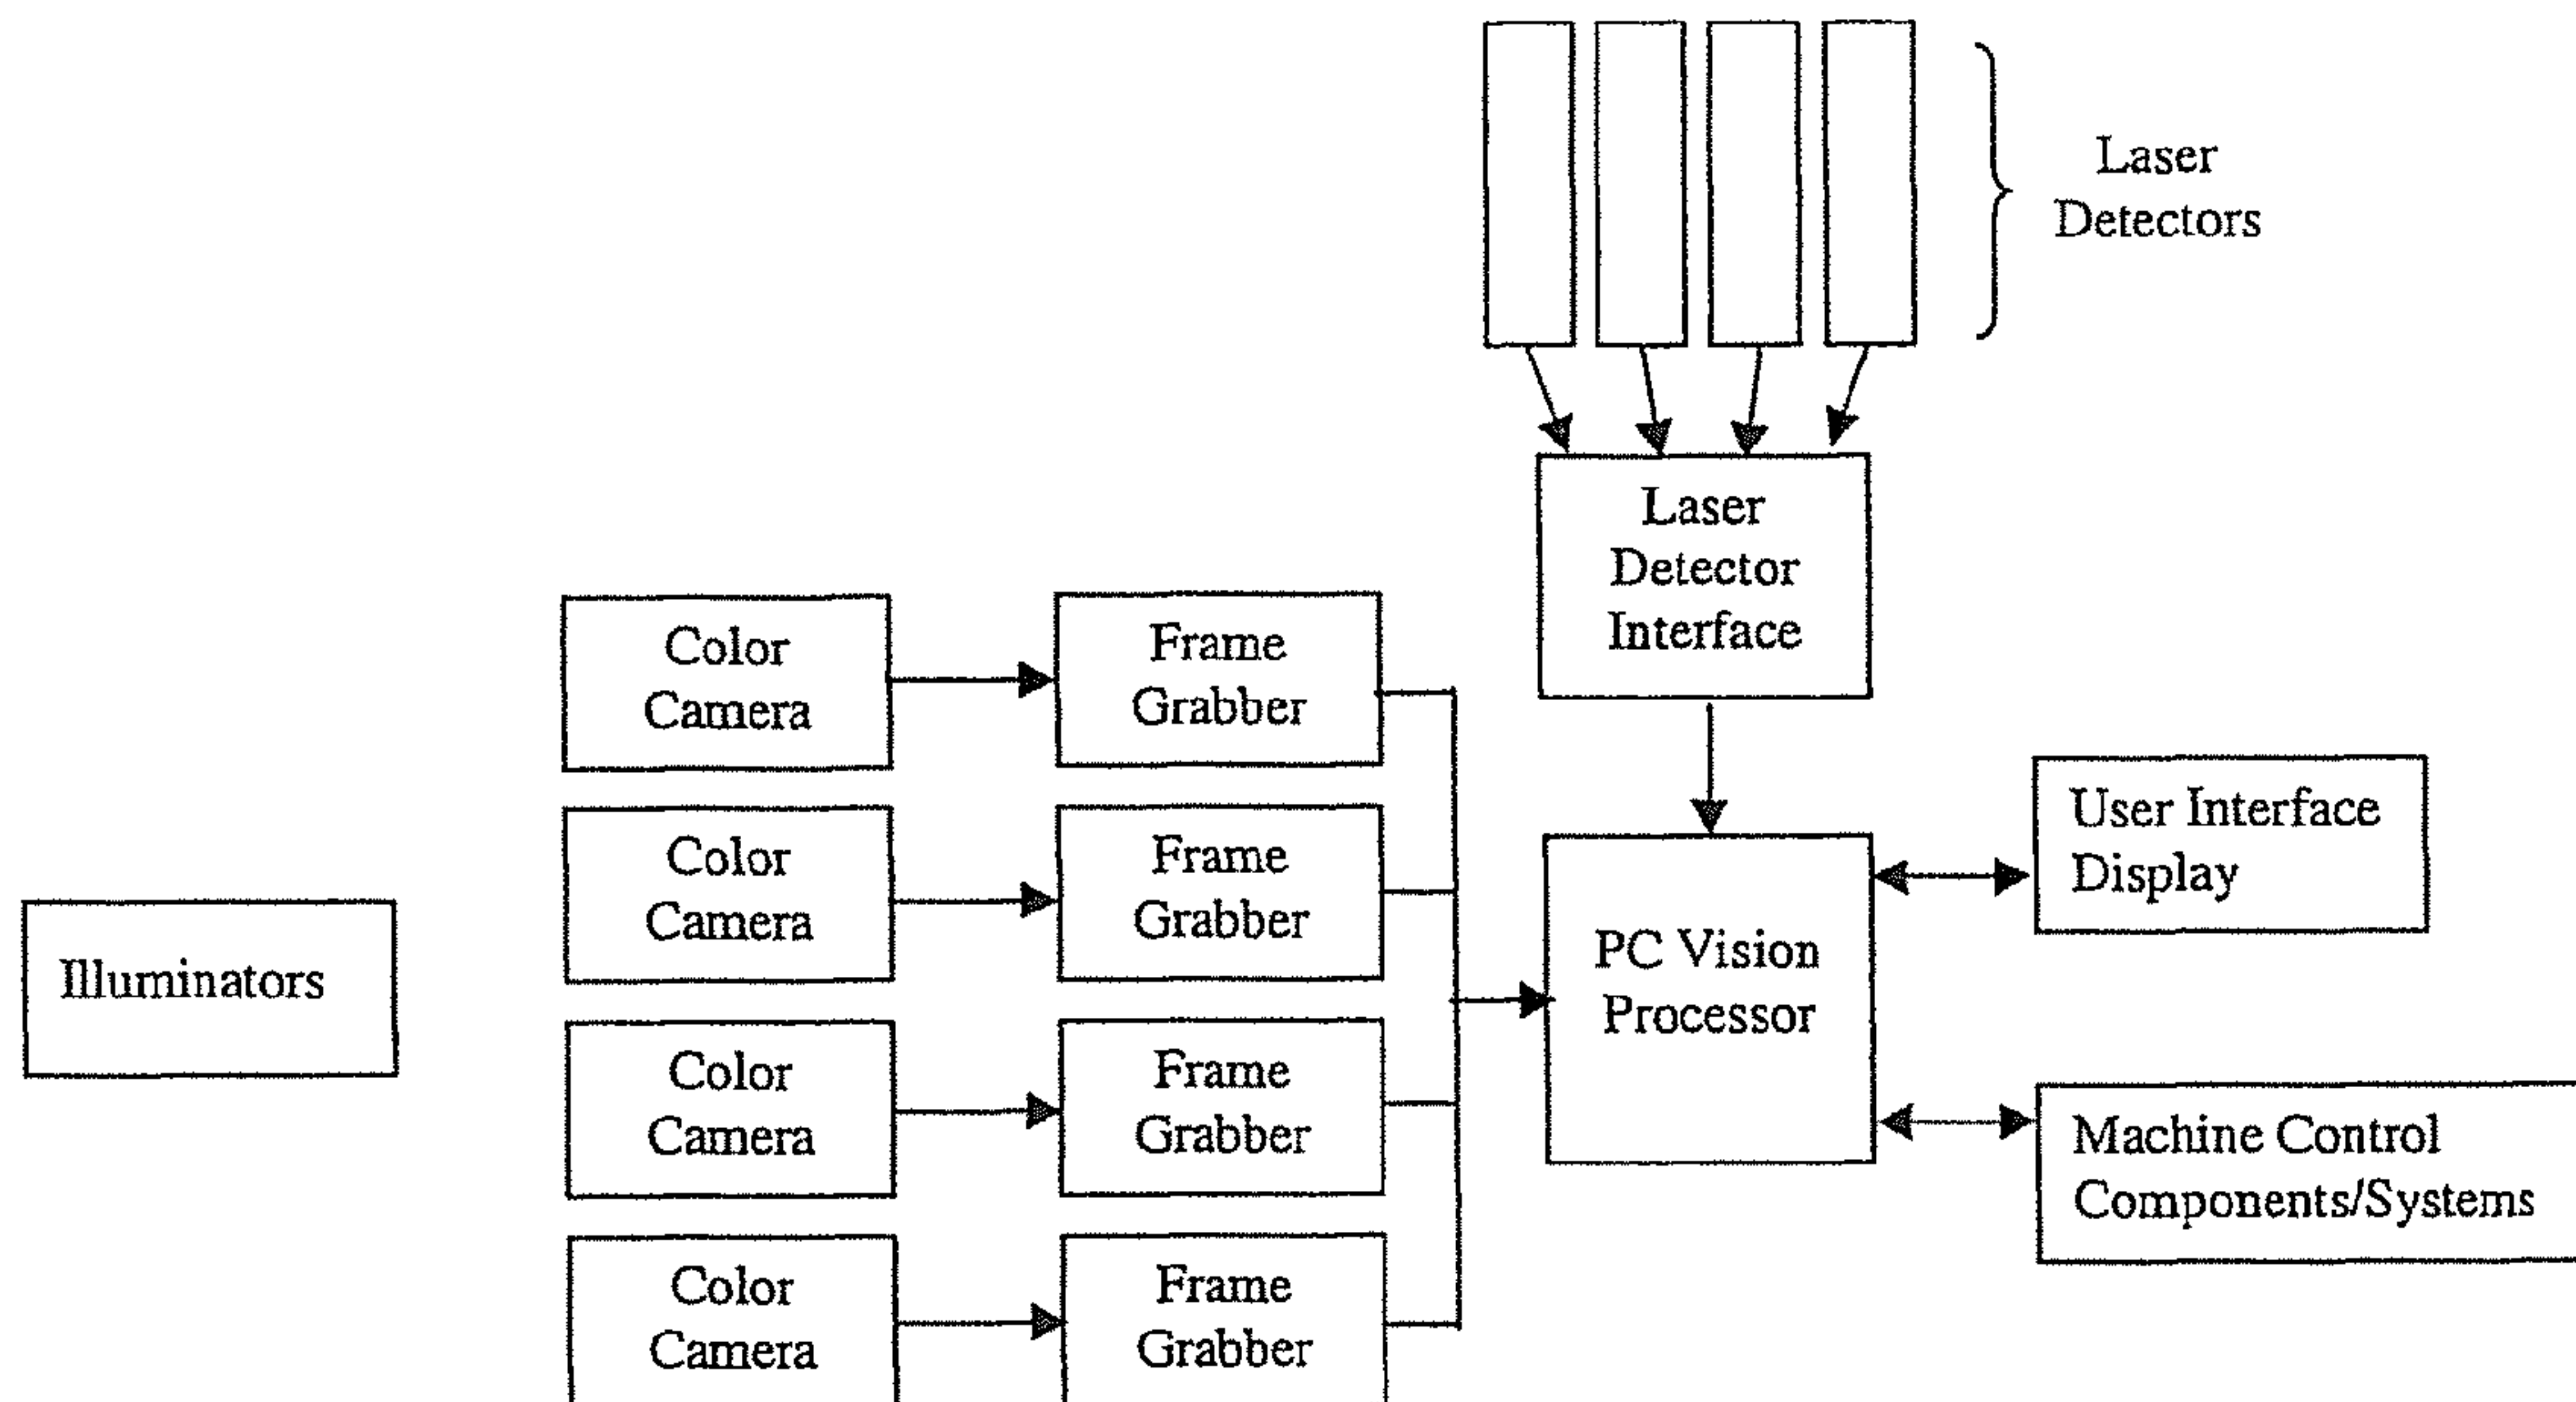 Laser
Detectors
Laser
Detector
Interface
Color
Camera
Frame
Grabber
Color
Camera
Frame
Grabber
User Interface
Display
Illuminators
PC Vision
Processor
Color
Camera
Frame
Grabber
Machine Control
Components/Systems
Color
Camera
Frame
Grabber